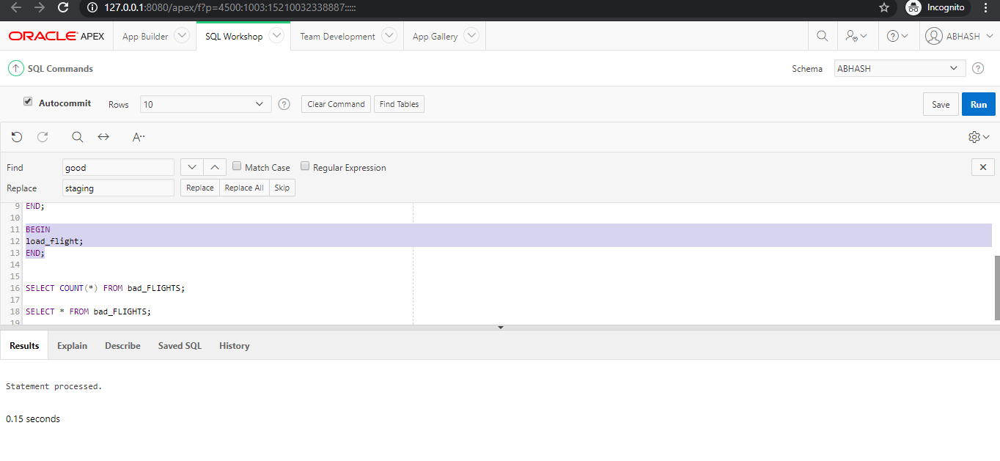 127.0.0.1:8080/apex/f?p=4500:1003:15210032338887:::::
Incognito
ORACLE APEX App Builder SQL Workshop Team Development App Gallery ABHASH
SQL Commands Schema ABHASH
Autocommit Rows 10 Clear Command Find Tables Save Run
A
Find good Match Case Regular Expression
Replace staging Replace Replace All Skip
9 END;
10
11 BEGIN
12 load_flight;
13 END;
14
15
16 SELECT COUNT(*) FROM bad_FLIGHTS;
17
18 SELECT * FROM bad_FLIGHTS;
19
Results Explain Describe Saved SQL History
Statement processed.
0.15 seconds